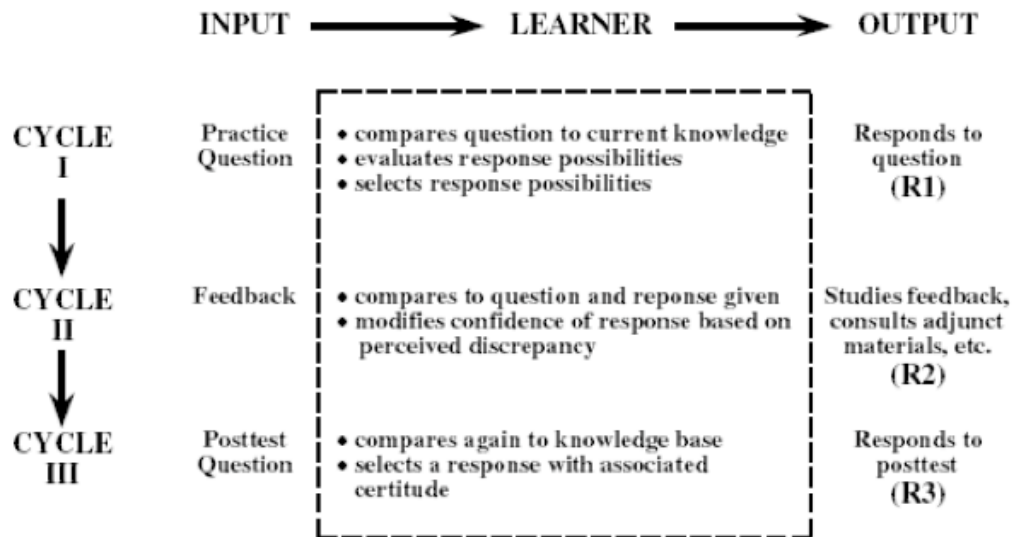 INPUT LEARNER OUTPUT
CYCLE
I
Practice
Question
• compares question to current knowledge
• evaluates response possibilities
• selects response possibilities
Responds to
question
(R1)
CYCLE
II
Feedback
• compares to question and reponse given
• modifies confidence of response based on
perceived discrepancy
Studies feedback,
consults adjunct
materials, etc.
(R2)
CYCLE
III
Posttest
Question
• compares again to knowledge base
• selects a response with associated
certitude
Responds to
posttest
(R3)